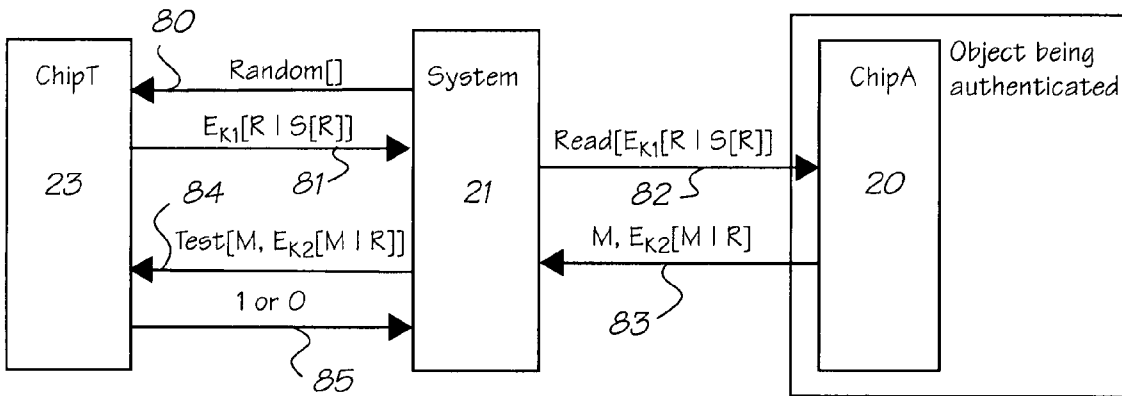 80
ChipT
Random[]
System
ChipA
Object being
authenticated
E_K1[R | S[R]]
Read[E_K1[R | S[R]]
81
23
84
21
82
20
Test[M, E_K2[M | R]]
M, E_K2[M | R]
1 or 0
83
85